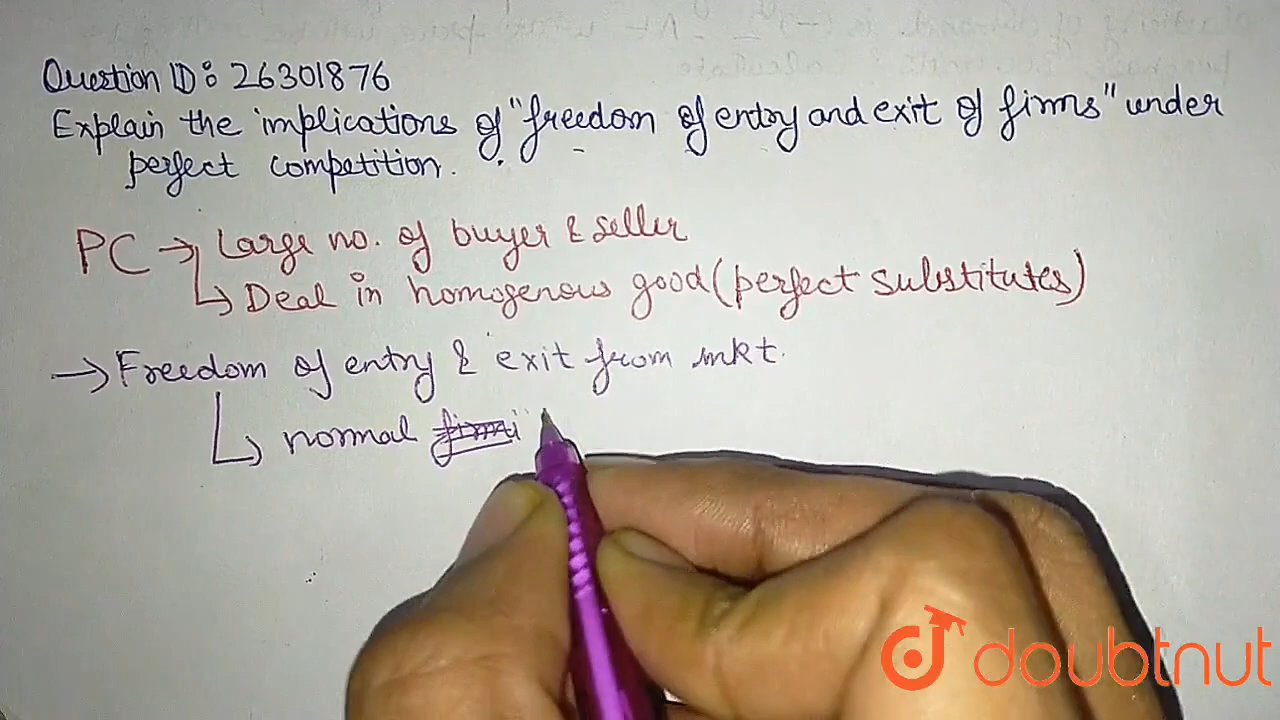 Question ID: 26301876
Explain the implications of "freedom of entry and exit of firms" under
perfect competition.
PC → Large no. of buyer & seller
↳ Deal in homogenous good (perfect substitutes)
→ Freedom of entry & exit from mkt.
↳ normal
doubtnut